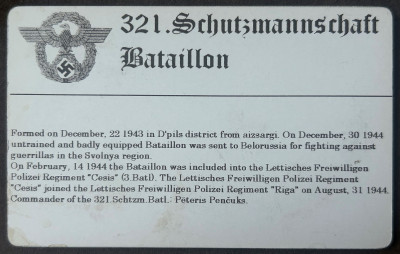 321.Schutzmannschaft
Bataillon
Formed on December, 22 1943 in D'pils district from aizsargi. On December, 30 1944
untrained and badly equipped Bataillon was sent to Belorussia for fighting against
guerrillas in the Svolnya region.
On February, 14 1944 the Bataillon was included into the Lettisches Freiwilligen
Polizei Regiment "Cesis" (3.Batl). The Lettisches Freiwilligen Polizei Regiment
"Cesis" joined the Lettisches Freiwilligen Polizei Regiment "Riga" on August, 31 1944.
Commander of the 321.Schtzm.Batl.: Pēteris Penčuks.